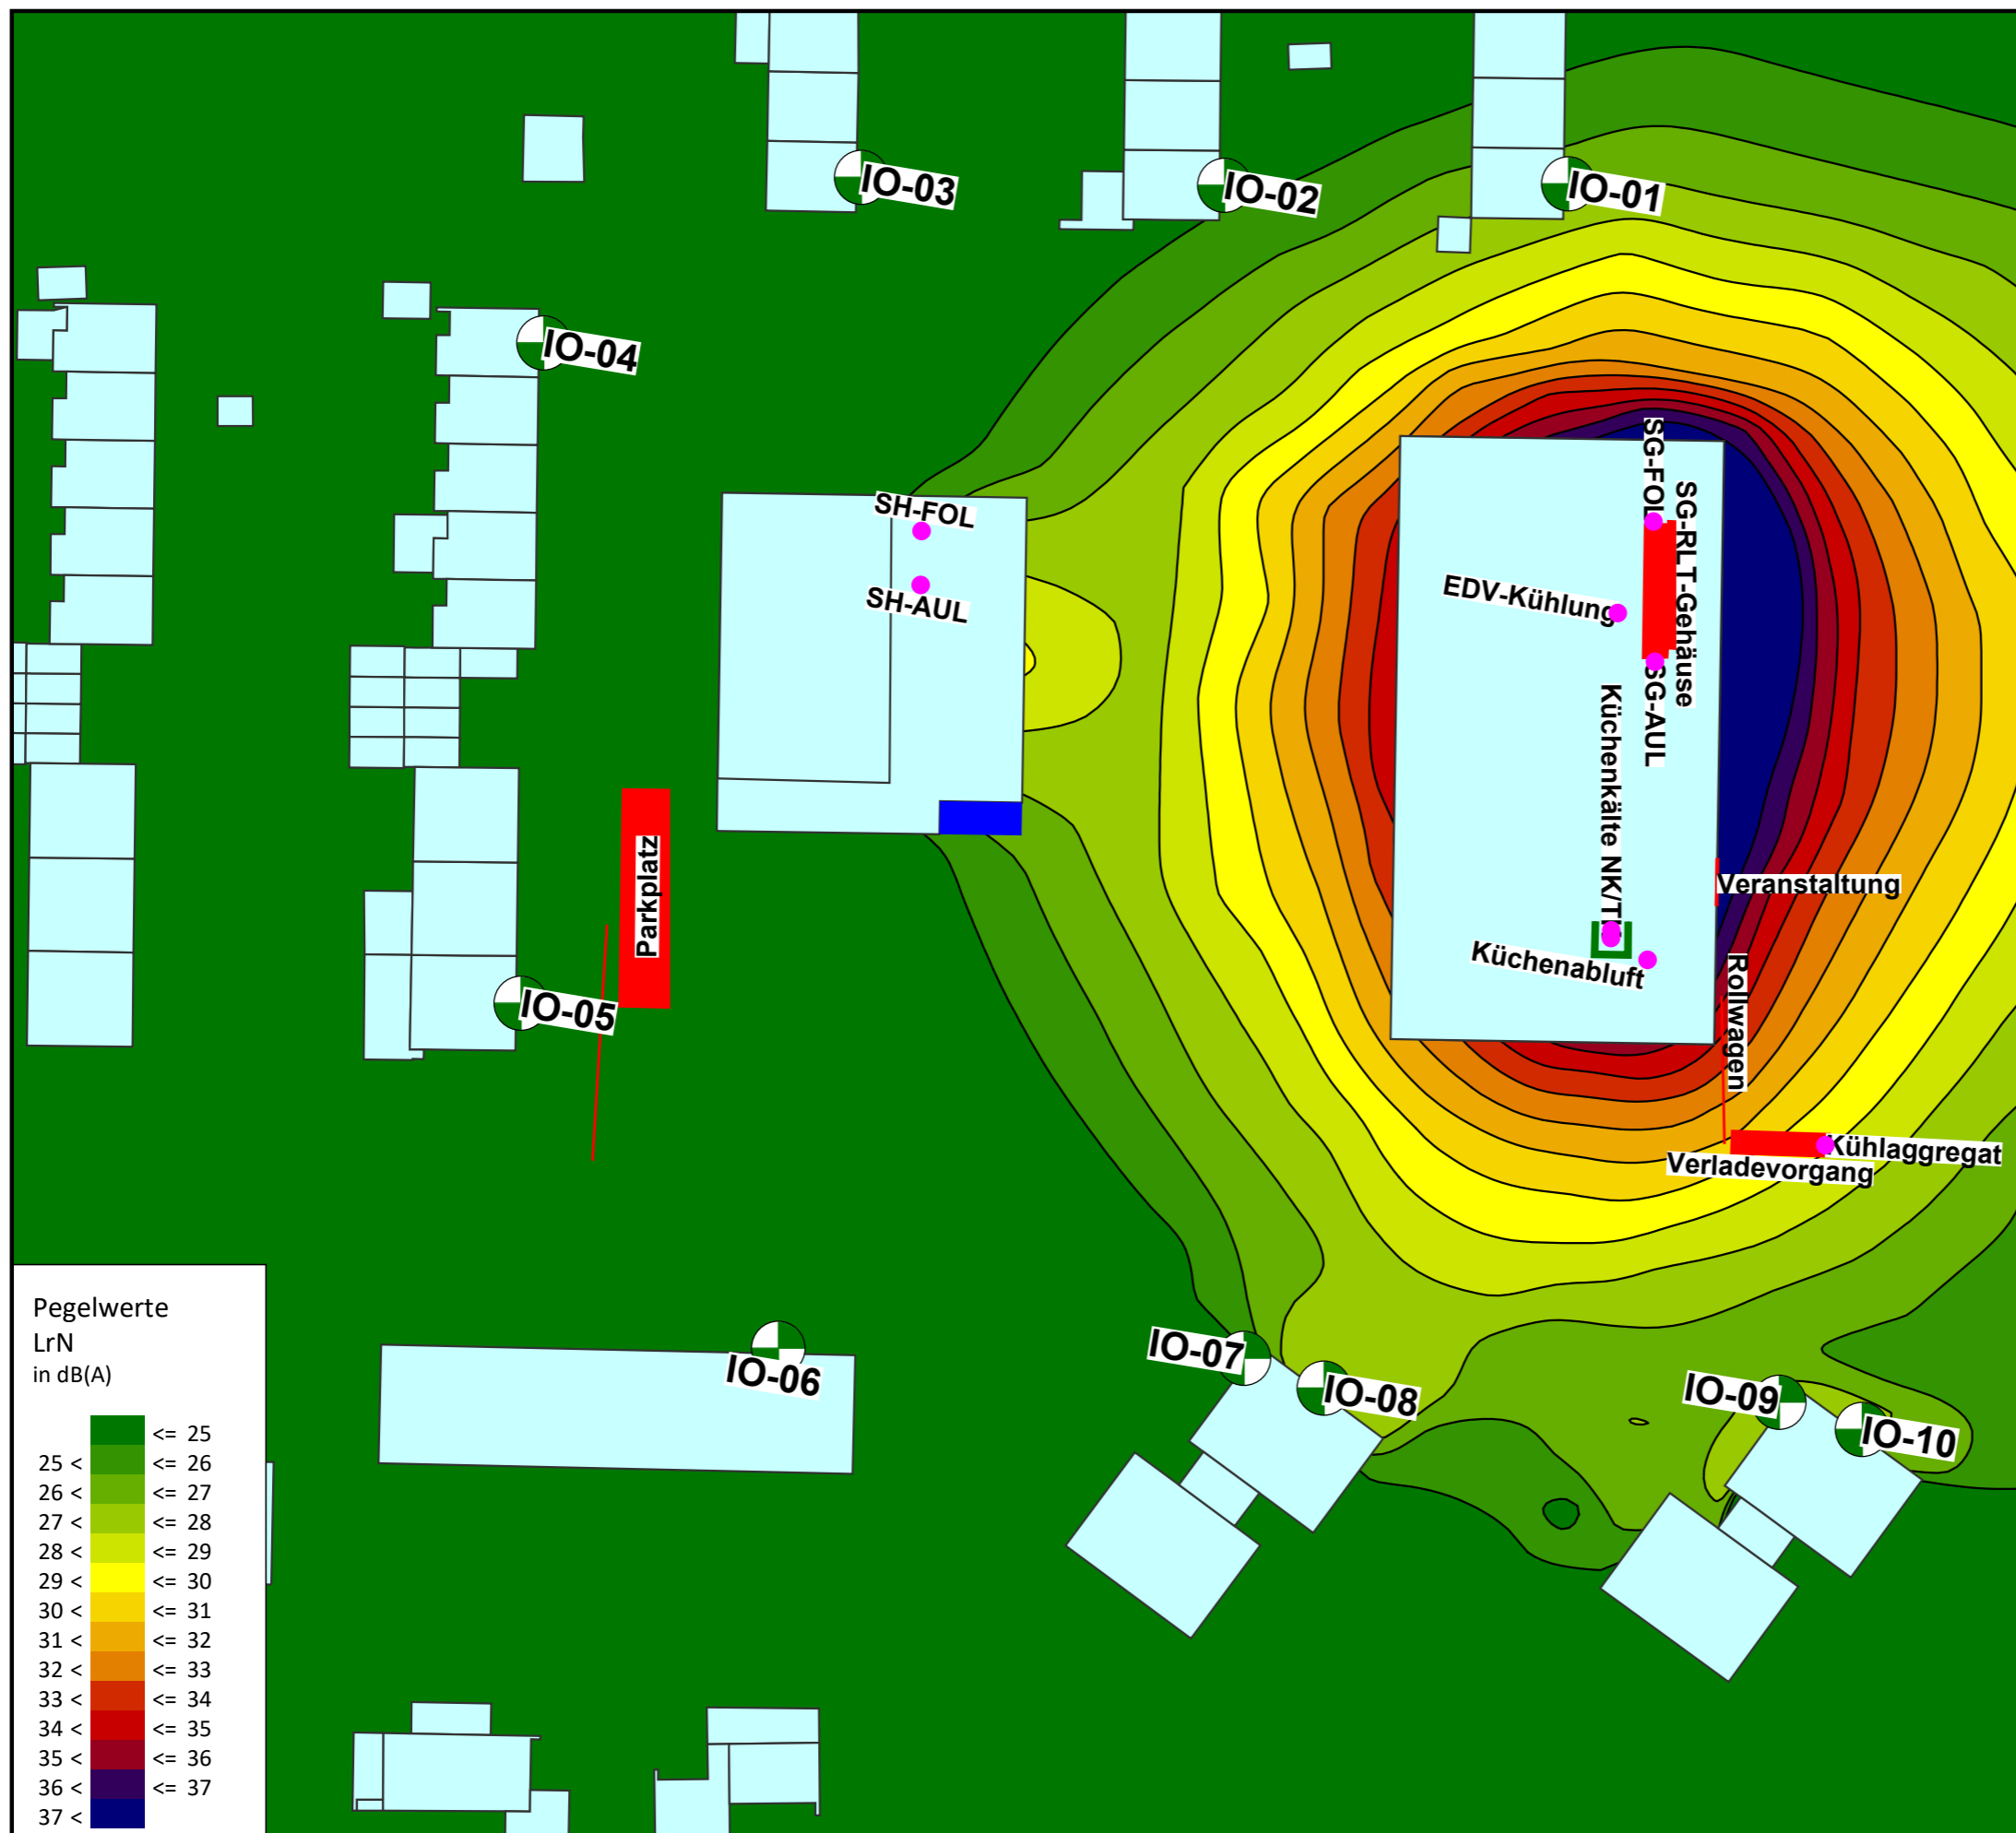 IO-03
IO-02
IO-01
IO-04
SH-FOL
SH-AUL
SG-FOL
SG-RLT-Gehäuse
EDV-Kühlung
SG-AUL
Küchenkälte NK/T
Parkplatz
Veranstaltung
Küchenabluft
Rollwagen
IO-05
Kühlaggregat
Verladevorgang
IO-06
IO-07
IO-08
IO-09
IO-10
Pegelwerte
LrN
in dB(A)
<= 25
25 < <= 26
26 < <= 27
27 < <= 28
28 < <= 29
29 < <= 30
30 < <= 31
31 < <= 32
32 < <= 33
33 < <= 34
34 < <= 35
35 < <= 36
36 < <= 37
37 <